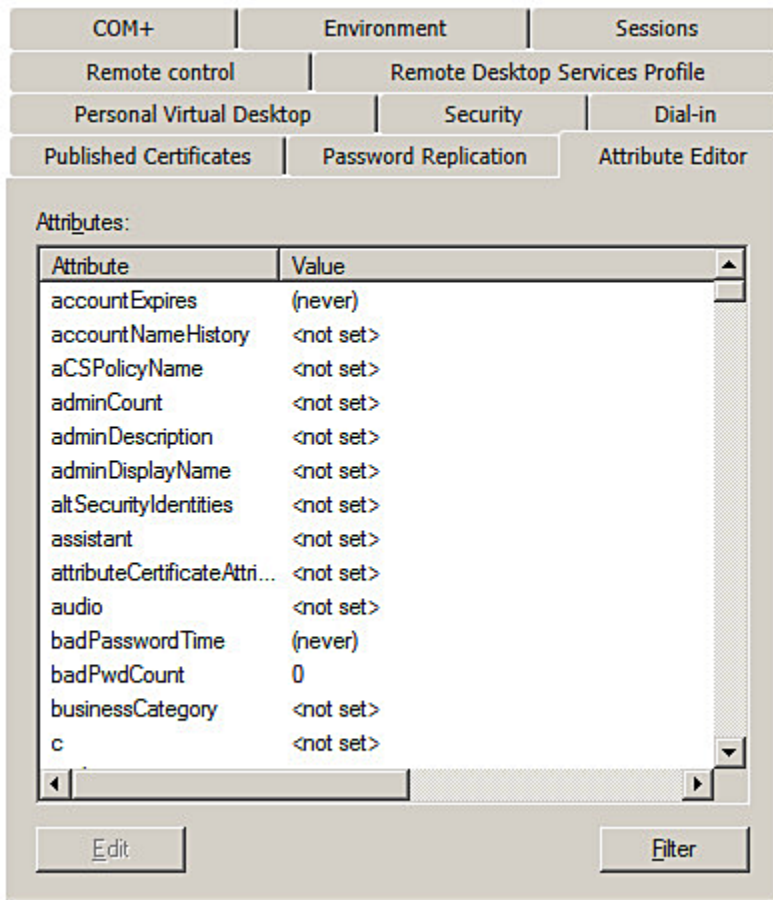 COM+ Environment Sessions
Remote control Remote Desktop Services Profile
Personal Virtual Desktop Security Dial-in
Published Certificates Password Replication Attribute Editor
Attributes:
Attribute Value
accountExpires (never)
accountNameHistory <not set>
aCSPolicyName <not set>
adminCount <not set>
adminDescription <not set>
adminDisplayName <not set>
altSecurityIdentities <not set>
assistant <not set>
attributeCertificateAttri... <not set>
audio <not set>
badPasswordTime (never)
badPwdCount 0
businessCategory <not set>
c <not set>
Edit Filter